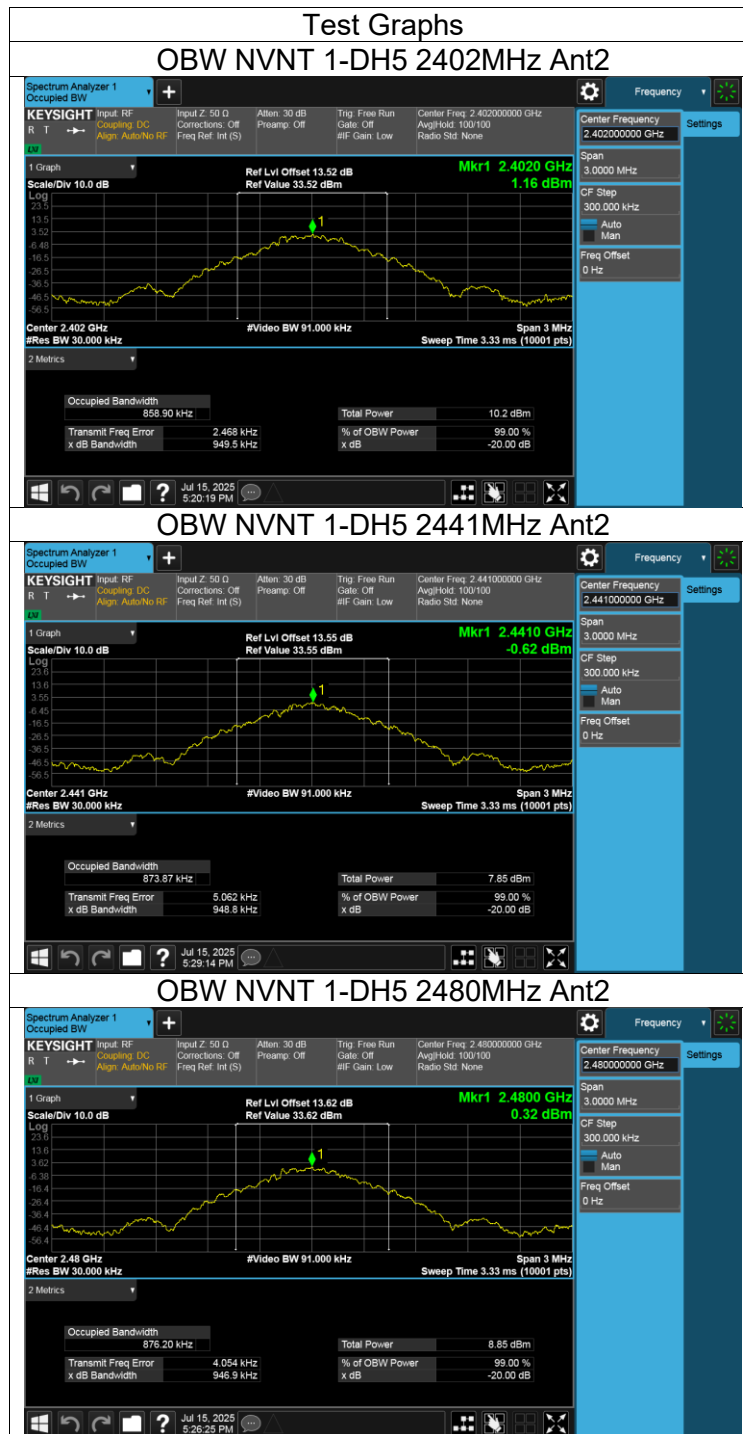 Test Graphs
OBW NVNT 1-DH5 2402MHz Ant2
Spectrum Analyzer 1
Occupied BW
Frequency
KEYSIGHT
R T
LXI
Input: RF
Coupling: DC
Align: Auto/No RF
Input Z: 50 Ω
Corrections: Off
Freq Ref: Int (S)
Atten: 30 dB
Preamp: Off
Trig: Free Run
Gate: Off
#IF Gain: Low
Center Freq: 2.402000000 GHz
Avg|Hold: 100/100
Radio Std: None
Center Frequency
2.402000000 GHz
Settings
Span
3.0000 MHz
CF Step
300.000 kHz
Auto
Man
Freq Offset
0 Hz
1 Graph
Scale/Div 10.0 dB
Ref Lvl Offset 13.52 dB
Ref Value 33.52 dBm
Mkr1 2.4020 GHz
1.16 dBm
Log
23.5
13.5
3.52
-6.48
-16.5
-26.5
-36.5
-46.5
-56.5
1
Center 2.402 GHz
#Res BW 30.000 kHz
#Video BW 91.000 kHz
Span 3 MHz
Sweep Time 3.33 ms (10001 pts)
2 Metrics
Occupied Bandwidth
858.90 kHz
Total Power 10.2 dBm
Transmit Freq Error 2.468 kHz
% of OBW Power 99.00 %
x dB Bandwidth 949.5 kHz
x dB -20.00 dB
Jul 15, 2025
5:20:19 PM
OBW NVNT 1-DH5 2441MHz Ant2
Spectrum Analyzer 1
Occupied BW
Frequency
KEYSIGHT
R T
LXI
Input: RF
Coupling: DC
Align: Auto/No RF
Input Z: 50 Ω
Corrections: Off
Freq Ref: Int (S)
Atten: 30 dB
Preamp: Off
Trig: Free Run
Gate: Off
#IF Gain: Low
Center Freq: 2.441000000 GHz
Avg|Hold: 100/100
Radio Std: None
Center Frequency
2.441000000 GHz
Settings
Span
3.0000 MHz
CF Step
300.000 kHz
Auto
Man
Freq Offset
0 Hz
1 Graph
Scale/Div 10.0 dB
Ref Lvl Offset 13.55 dB
Ref Value 33.55 dBm
Mkr1 2.4410 GHz
-0.62 dBm
Log
23.6
13.6
3.55
-6.45
-16.5
-26.5
-36.5
-46.5
-56.5
1
Center 2.441 GHz
#Res BW 30.000 kHz
#Video BW 91.000 kHz
Span 3 MHz
Sweep Time 3.33 ms (10001 pts)
2 Metrics
Occupied Bandwidth
873.87 kHz
Total Power 7.85 dBm
Transmit Freq Error 5.062 kHz
% of OBW Power 99.00 %
x dB Bandwidth 948.8 kHz
x dB -20.00 dB
Jul 15, 2025
5:29:14 PM
OBW NVNT 1-DH5 2480MHz Ant2
Spectrum Analyzer 1
Occupied BW
Frequency
KEYSIGHT
R T
LXI
Input: RF
Coupling: DC
Align: Auto/No RF
Input Z: 50 Ω
Corrections: Off
Freq Ref: Int (S)
Atten: 30 dB
Preamp: Off
Trig: Free Run
Gate: Off
#IF Gain: Low
Center Freq: 2.480000000 GHz
Avg|Hold: 100/100
Radio Std: None
Center Frequency
2.480000000 GHz
Settings
Span
3.0000 MHz
CF Step
300.000 kHz
Auto
Man
Freq Offset
0 Hz
1 Graph
Scale/Div 10.0 dB
Ref Lvl Offset 13.62 dB
Ref Value 33.62 dBm
Mkr1 2.4800 GHz
0.32 dBm
Log
23.6
13.6
3.62
-6.38
-16.4
-26.4
-36.4
-46.4
-56.4
1
Center 2.48 GHz
#Res BW 30.000 kHz
#Video BW 91.000 kHz
Span 3 MHz
Sweep Time 3.33 ms (10001 pts)
2 Metrics
Occupied Bandwidth
876.20 kHz
Total Power 8.85 dBm
Transmit Freq Error 4.054 kHz
% of OBW Power 99.00 %
x dB Bandwidth 946.9 kHz
x dB -20.00 dB
Jul 15, 2025
5:26:25 PM